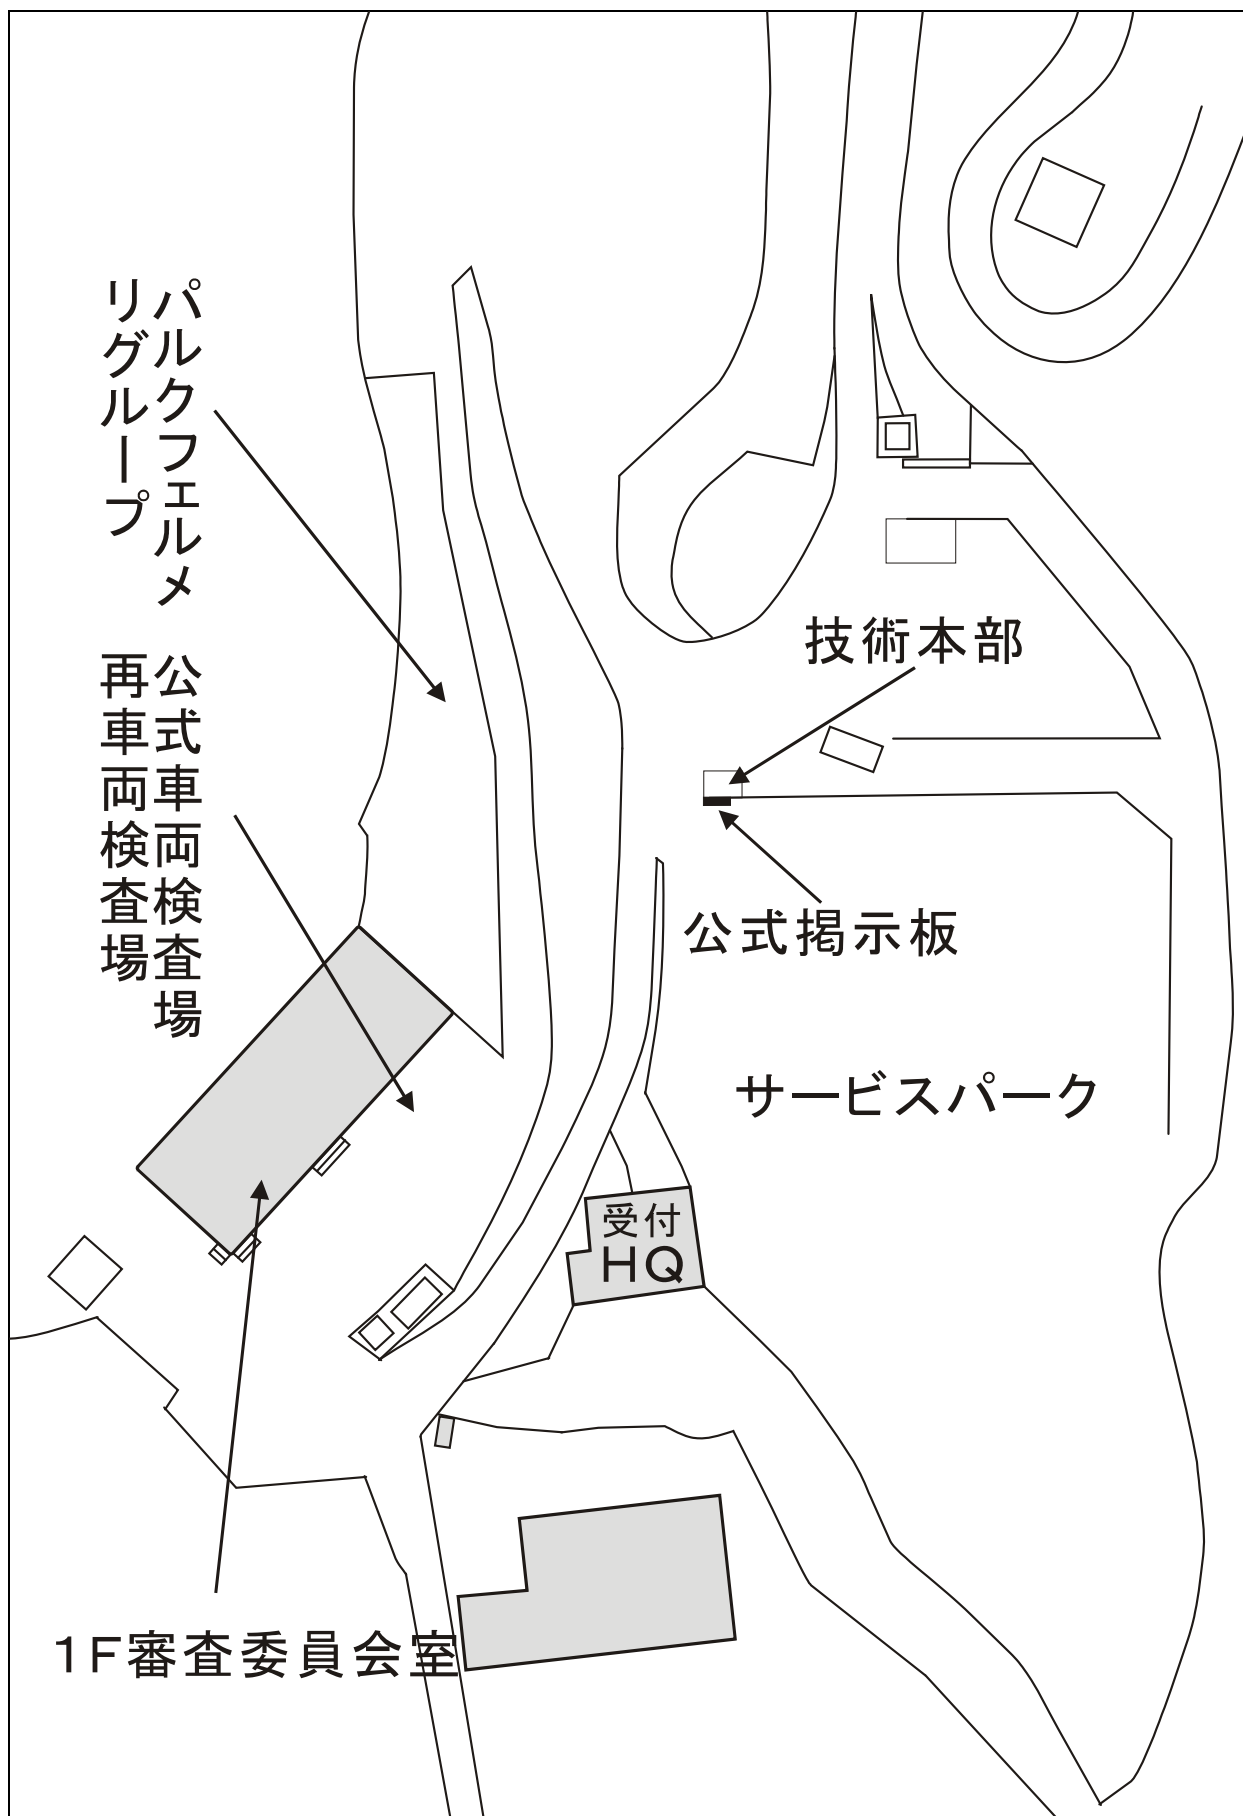 パルクフェルメ
リグループ
公式車両検査場
再車両検査場
技術本部
公式掲示板
サービスパーク
受付
HQ
1F審査委員会室